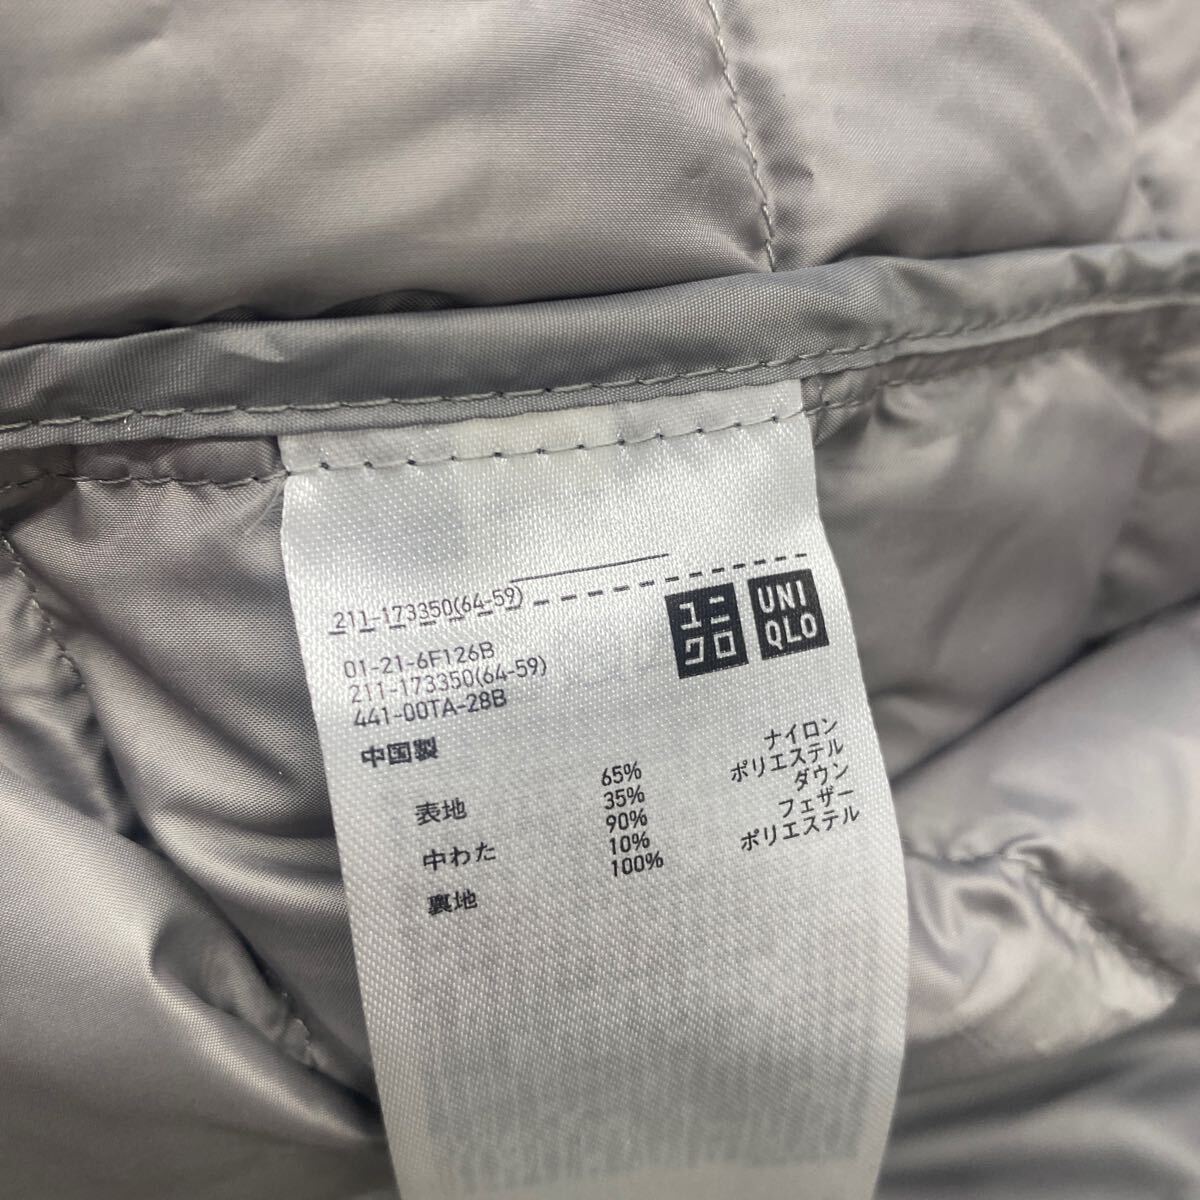 211-173350(64-59)
ユニクロ
UNIQLO
01-21-6F126B
211-173350(64-59)
441-00TA-28B
中国製
表地 65% ナイロン
35% ポリエステル
中わた 90% ダウン
10% フェザー
裏地 100% ポリエステル